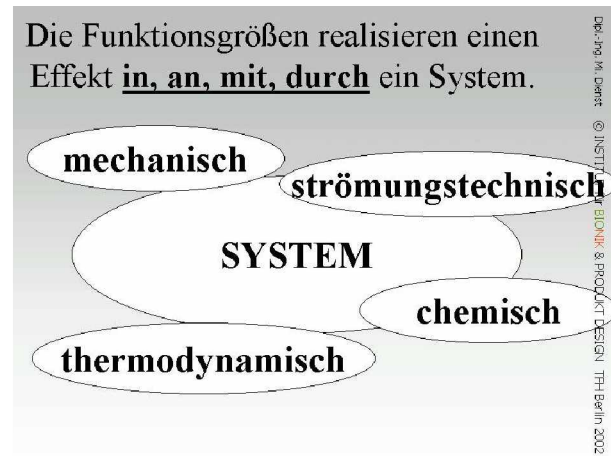 Die Funktionsgrößen realisieren einen
Effekt in, an, mit, durch ein System.
mechanisch
strömungstechnisch
SYSTEM
chemisch
thermodynamisch
Dipl.-Ing. Mi. Dienst © INSTITUT für BIONIK & PRODUKT DESIGN TFH Berlin 2002